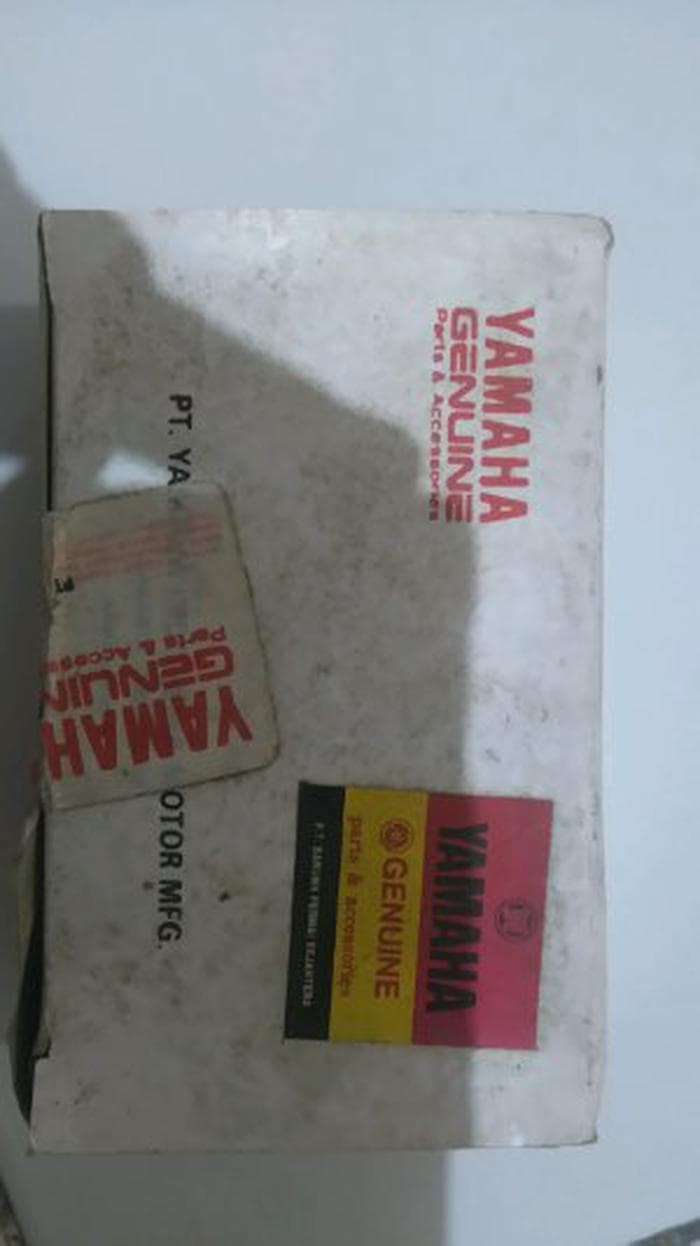 YAMAHA
GENUINE
Parts & Accessories
PT. YA
OTOR MFG.
YAMAH
GENUIN
Parts & Access
YAMAHA
GENUINE
parts & accessories